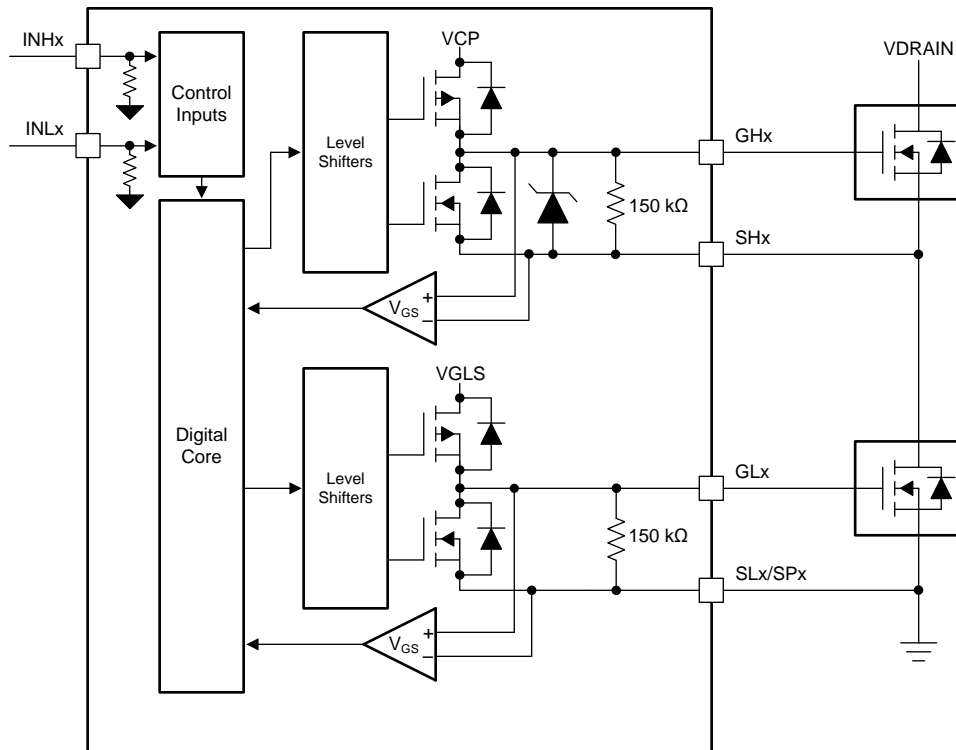 INHx
INLx
Control
Inputs
Level
Shifters
VCP
VDRAIN
GHx
150 kΩ
SHx
VGS
+
−
Digital
Core
Level
Shifters
VGLS
GLx
150 kΩ
SLx/SPx
VGS
+
−